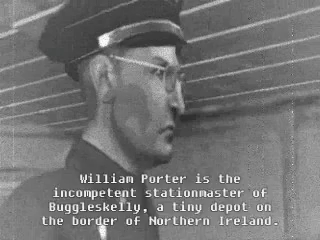 William Porter is the
incompetent stationmaster of
Buggleskelly, a tiny depot on
the border of Northern Ireland.